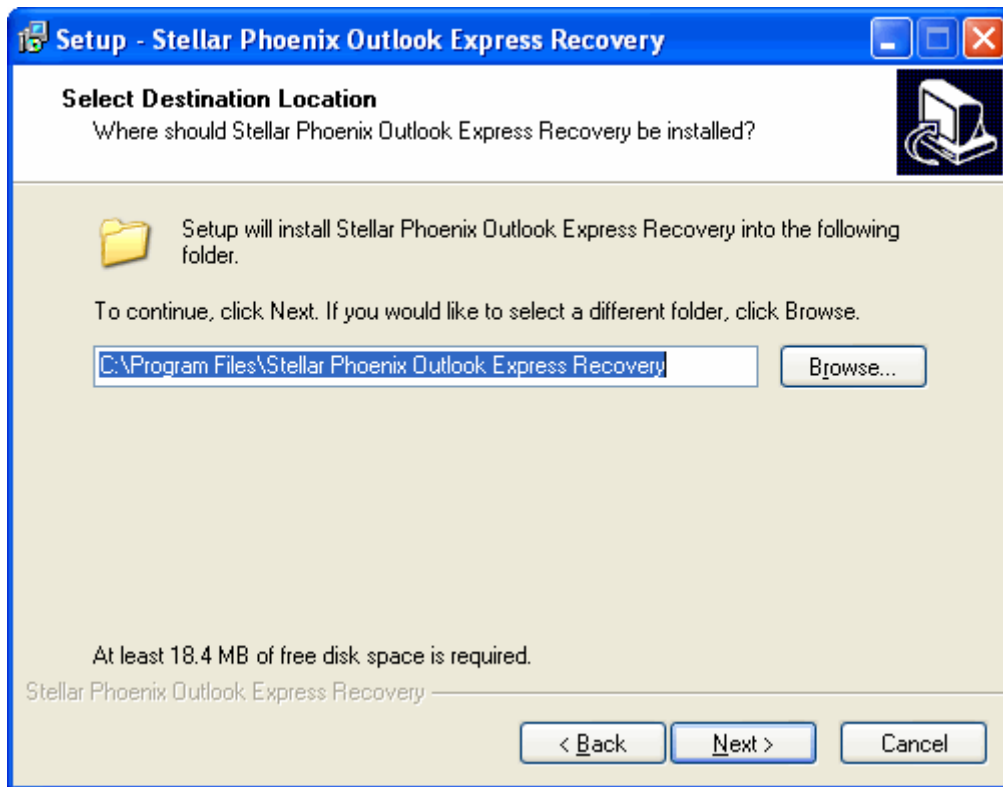 Setup - Stellar Phoenix Outlook Express Recovery
Select Destination Location
Where should Stellar Phoenix Outlook Express Recovery be installed?
Setup will install Stellar Phoenix Outlook Express Recovery into the following
folder.
To continue, click Next. If you would like to select a different folder, click Browse.
C:\Program Files\Stellar Phoenix Outlook Express Recovery
Browse...
At least 18.4 MB of free disk space is required.
Stellar Phoenix Outlook Express Recovery
< Back
Next >
Cancel